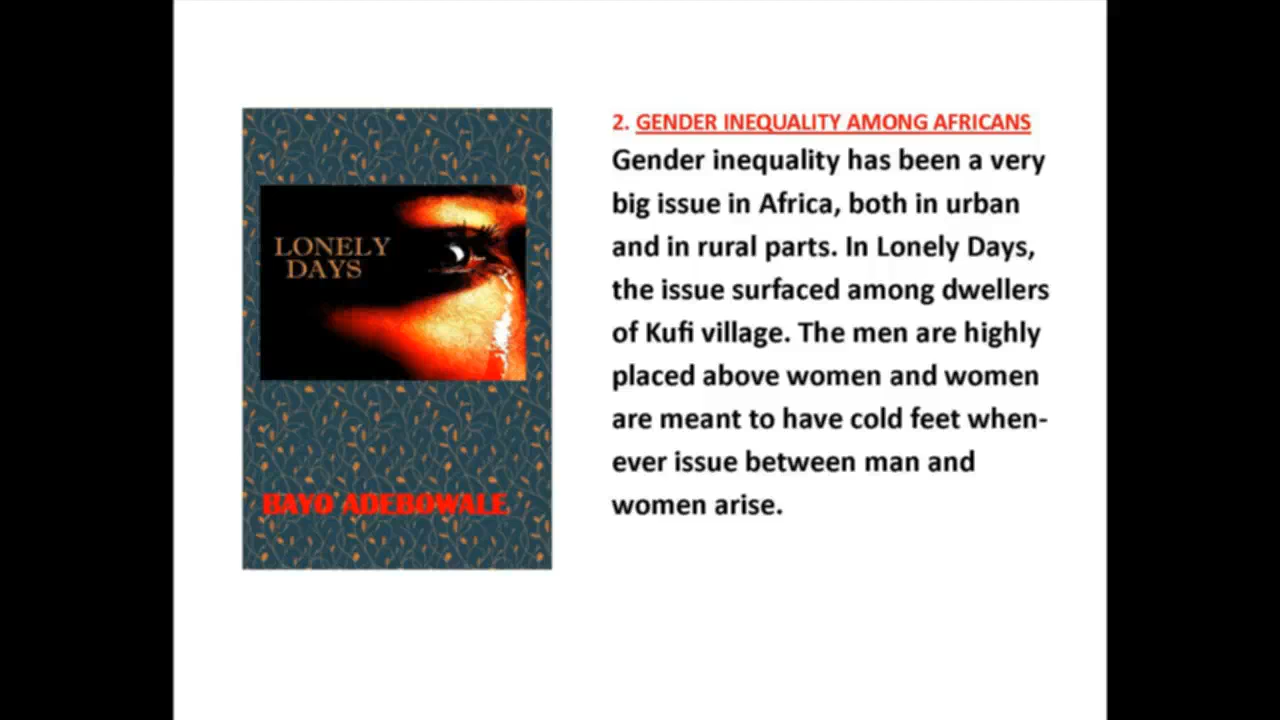 LONELY
DAYS
BAYO ADEBOWALE
2. GENDER INEQUALITY AMONG AFRICANS
Gender inequality has been a very
big issue in Africa, both in urban
and in rural parts. In Lonely Days,
the issue surfaced among dwellers
of Kufi village. The men are highly
placed above women and women
are meant to have cold feet when-
ever issue between man and
women arise.